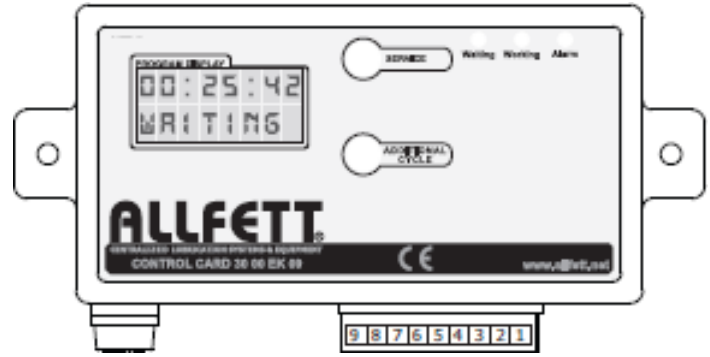 PROGRAM DISPLAY
00:25:42
WAITING
SERVICE
Waiting Working Alarm
ADDITIONAL
CYCLE
ALLFETT®
CENTRALIZED LUBRICATION SYSTEMS & EQUIPMENT
CONTROL CARD 30 00 EK 09
CE
www.allfett.net
9 8 7 6 5 4 3 2 1